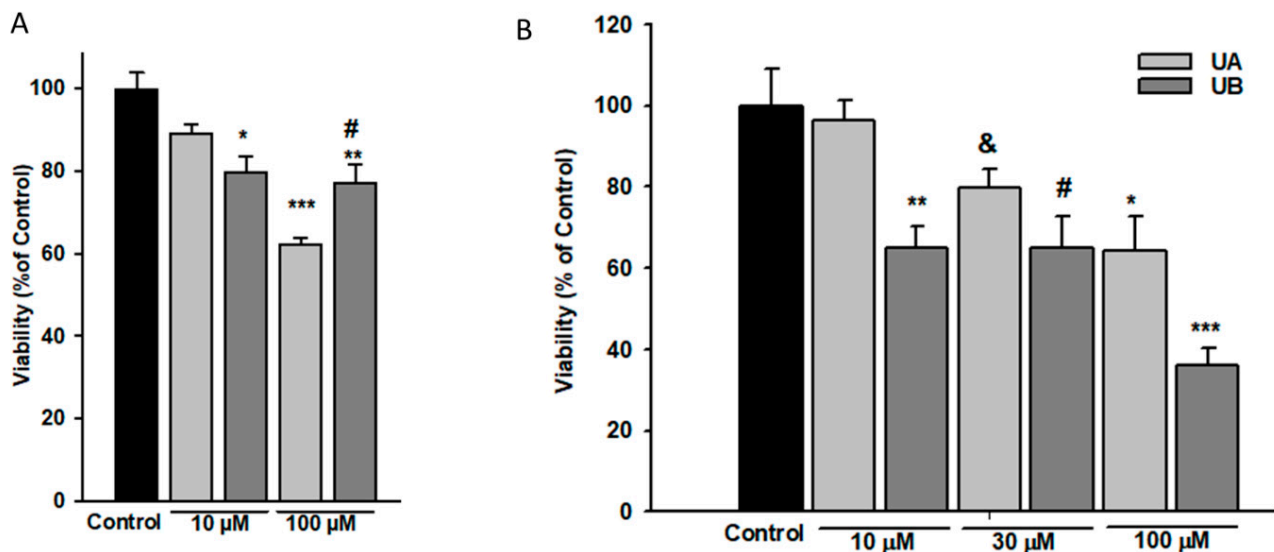 A
Viability (%of Control)
100
80
60
40
20
0
*
***
#
**
Control
10 µM
100 µM
B
Viability (% of Control)
120
100
80
60
40
20
0
UA
UB
**
&
#
*
***
Control
10 µM
30 µM
100 µM